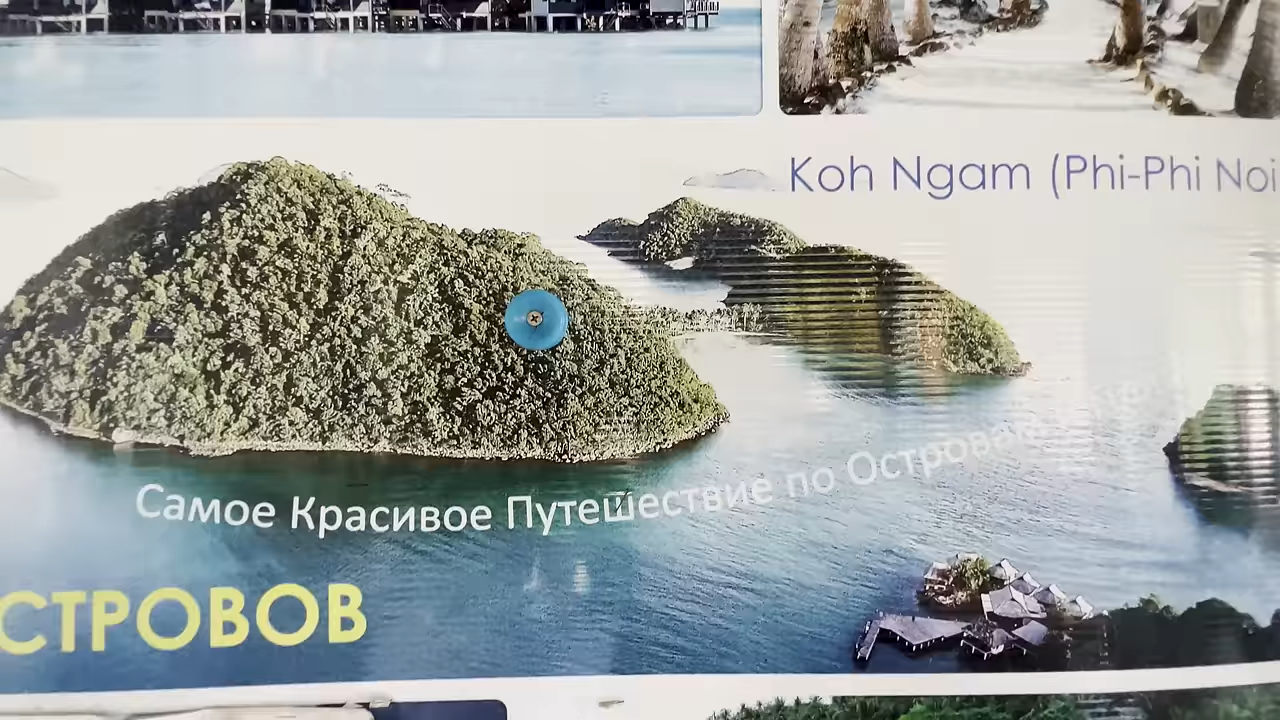 Koh Ngam (Phi-Phi Noi
Самое Красивое Путешествие по Островам
СТРОВОВ